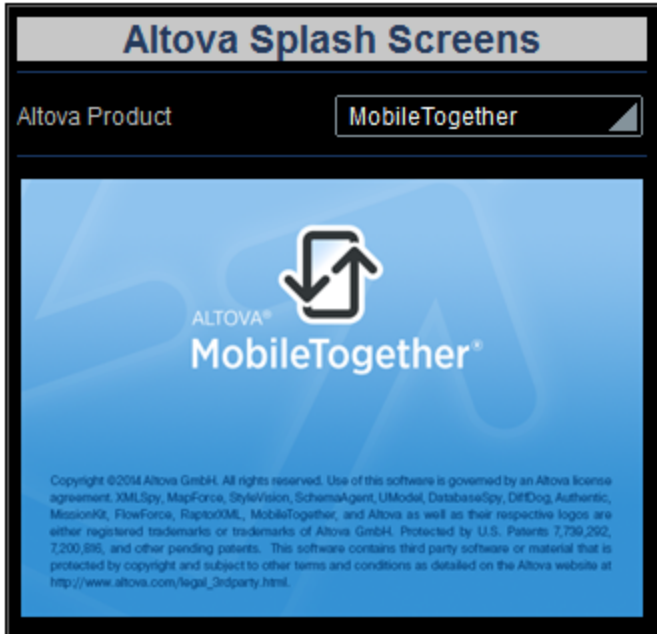 Altova Splash Screens
Altova Product
MobileTogether
ALTOVA®
MobileTogether®
Copyright ©2014 Altova GmbH. All rights reserved. Use of this software is governed by an Altova license
agreement. XMLSpy, MapForce, StyleVision, SchemaAgent, UModel, DatabaseSpy, DiffDog, Authentic,
MissionKit, FlowForce, RaptorXML, MobileTogether, and Altova as well as their respective logos are
either registered trademarks or trademarks of Altova GmbH. Protected by U.S. Patents 7,739,292,
7,200,816, and other pending patents. This software contains third party software or material that is
protected by copyright and subject to other terms and conditions as detailed on the Altova website at
http://www.altova.com/legal_3rdparty.html.